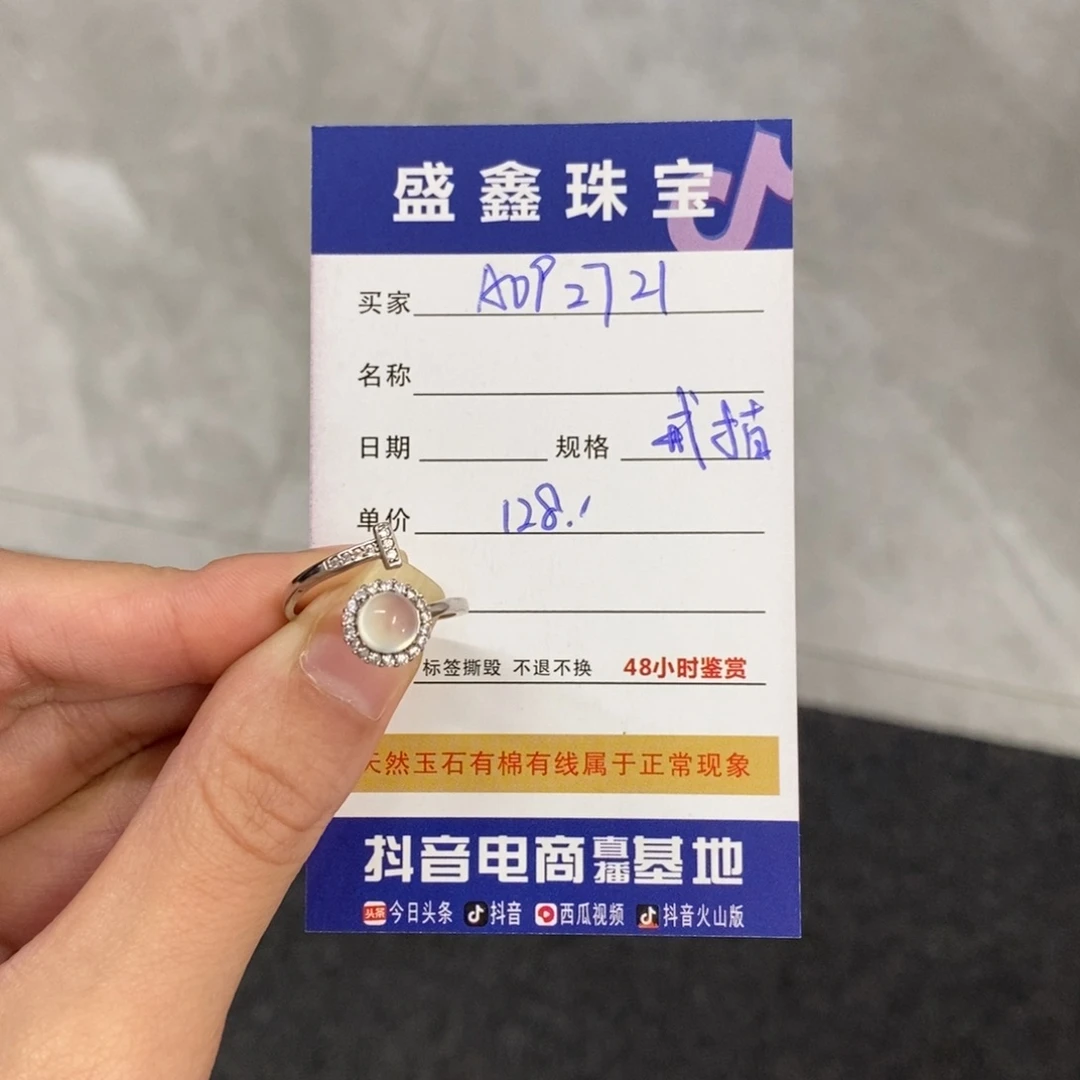 盛鑫珠宝
买家 ADP2721
名称
日期 规格 戒指
单价 128.
标签撕毁 不退不换 48小时鉴赏
天然玉石有棉有线属于正常现象
抖音电商直播基地
头条 今日头条 抖音 西瓜视频 抖音火山版